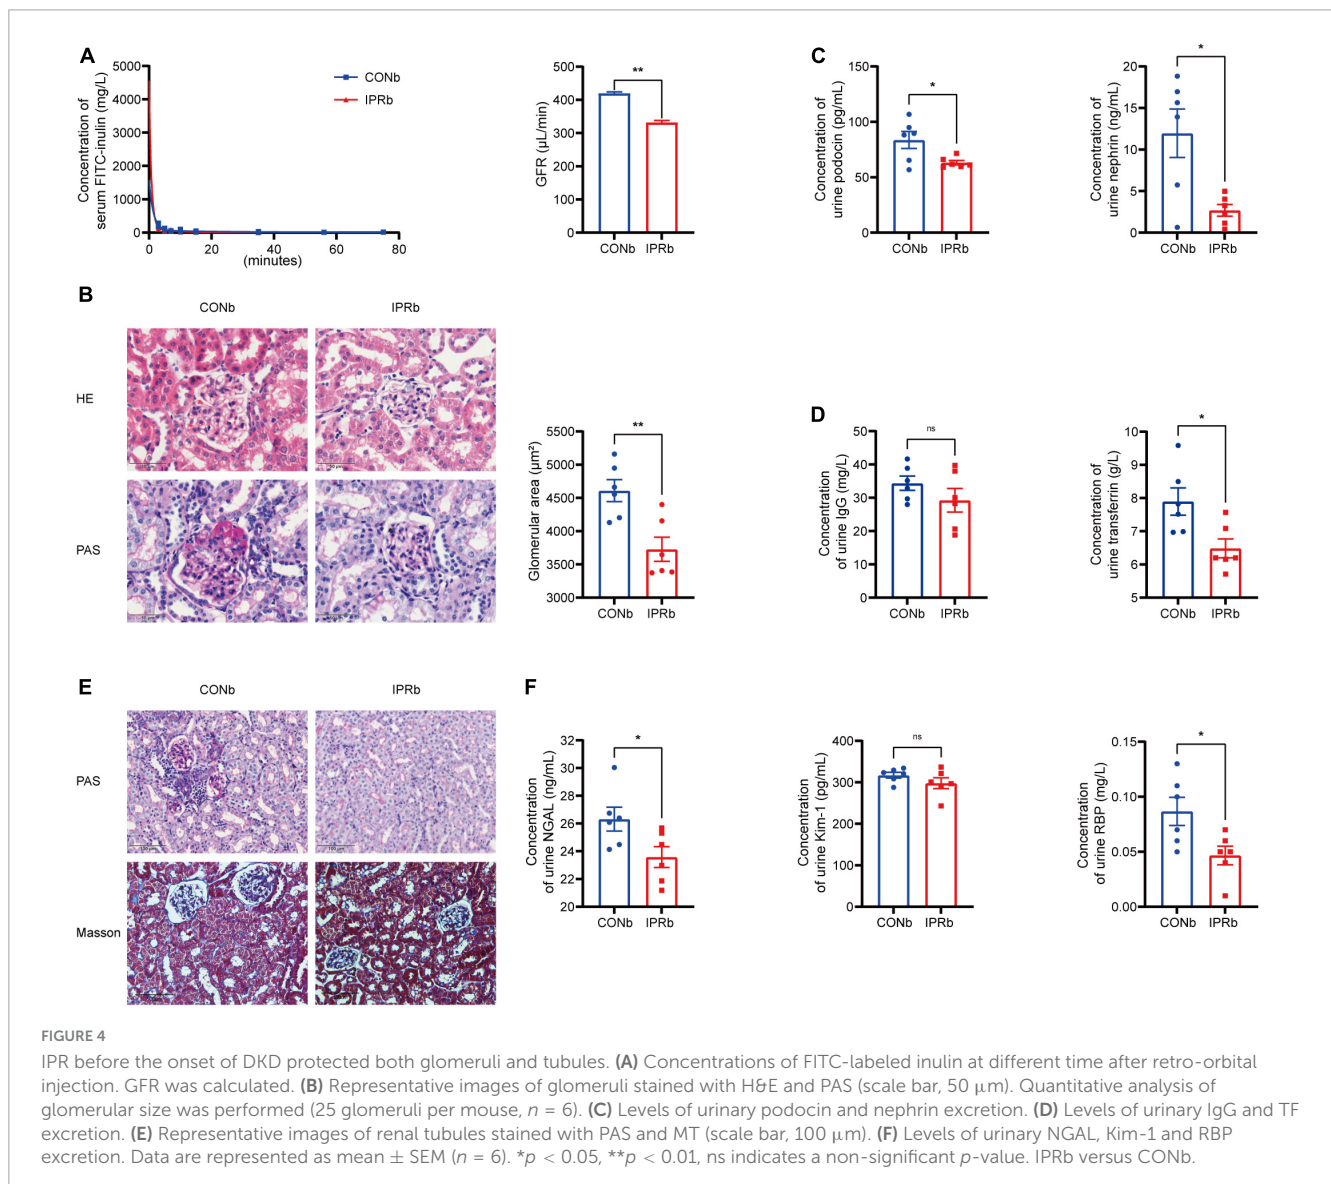 A
Concentration of
serum FITC-inulin (mg/L)
5000
4000
3000
2000
1000
0
0
20
40
60
80
(minutes)
CONb
IPRb
GFR (μL/min)
500
400
300
200
100
0
**
CONb
IPRb
C
Concentration of
urine podocin (pg/mL)
150
100
50
0
*
CONb
IPRb
Concentration of
urine nephrin (ng/mL)
20
15
10
5
0
*
CONb
IPRb
B
CONb
IPRb
HE
PAS
Glomerular area (μm²)
5500
5000
4500
4000
3500
3000
**
CONb
IPRb
D
Concentration
of urine IgG (mg/L)
50
40
30
20
10
0
ns
CONb
IPRb
Concentration of
urine transferrin (g/L)
10
9
8
7
6
5
*
CONb
IPRb
E
CONb
IPRb
PAS
Masson
F
Concentration
of urine NGAL (ng/mL)
32
30
28
26
24
22
20
*
CONb
IPRb
Concentration
of urine Kim-1 (pg/mL)
400
300
200
100
0
ns
CONb
IPRb
Concentration
of urine RBP (mg/L)
0.15
0.10
0.05
0.00
*
CONb
IPRb
FIGURE 4
IPR before the onset of DKD protected both glomeruli and tubules. (A) Concentrations of FITC-labeled inulin at different time after retro-orbital
injection. GFR was calculated. (B) Representative images of glomeruli stained with H&E and PAS (scale bar, 50 μm). Quantitative analysis of
glomerular size was performed (25 glomeruli per mouse, n = 6). (C) Levels of urinary podocin and nephrin excretion. (D) Levels of urinary IgG and TF
excretion. (E) Representative images of renal tubules stained with PAS and MT (scale bar, 100 μm). (F) Levels of urinary NGAL, Kim-1 and RBP
excretion. Data are represented as mean ± SEM (n = 6). *p < 0.05, **p < 0.01, ns indicates a non-significant p-value. IPRb versus CONb.